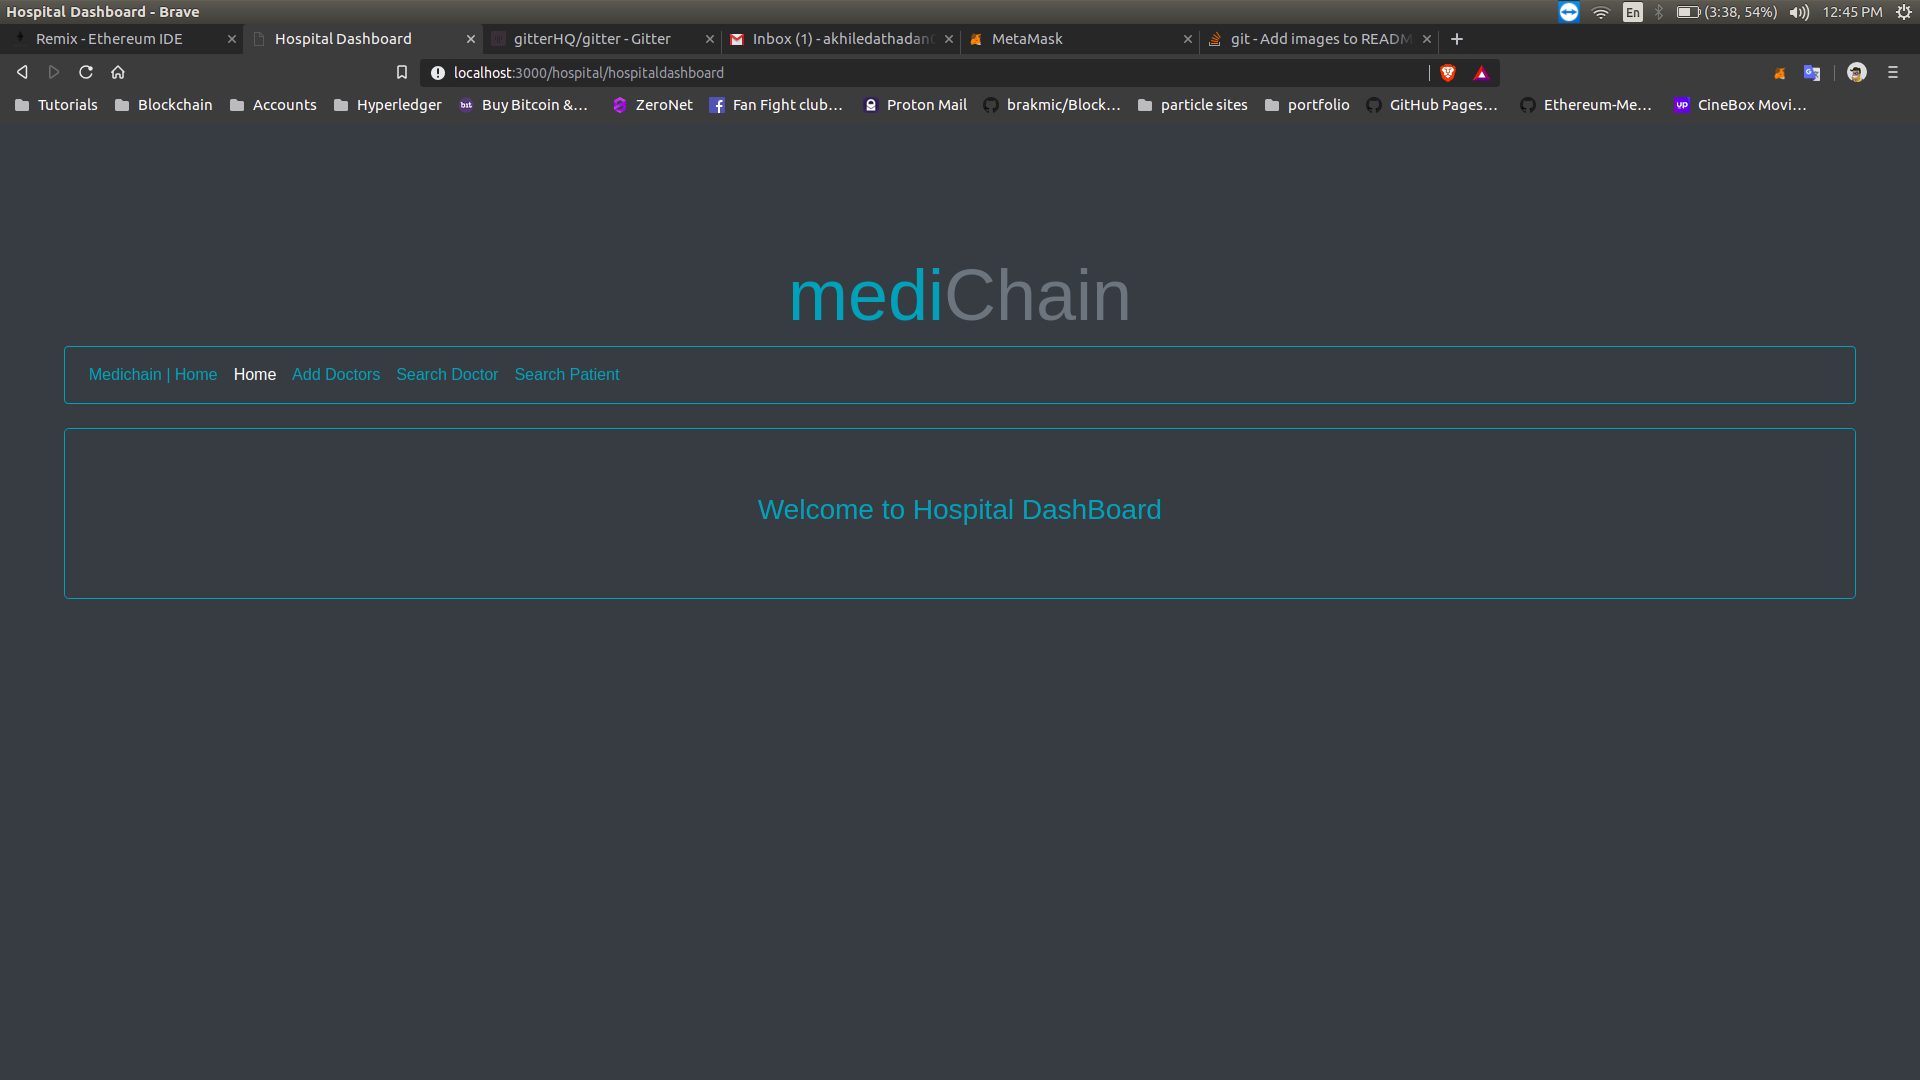 Hospital Dashboard - Brave
En (3:38, 54%) 12:45 PM
Remix - Ethereum IDE Hospital Dashboard gitterHQ/gitter - Gitter Inbox (1) - akhiledathadan MetaMask git - Add images to READM
localhost:3000/hospital/hospitaldashboard
Tutorials Blockchain Accounts Hyperledger Buy Bitcoin &... ZeroNet Fan Fight club... Proton Mail brakmic/Block... particle sites portfolio GitHub Pages... Ethereum-Me... CineBox Movi...
mediChain
Medichain | Home Home Add Doctors Search Doctor Search Patient
Welcome to Hospital DashBoard